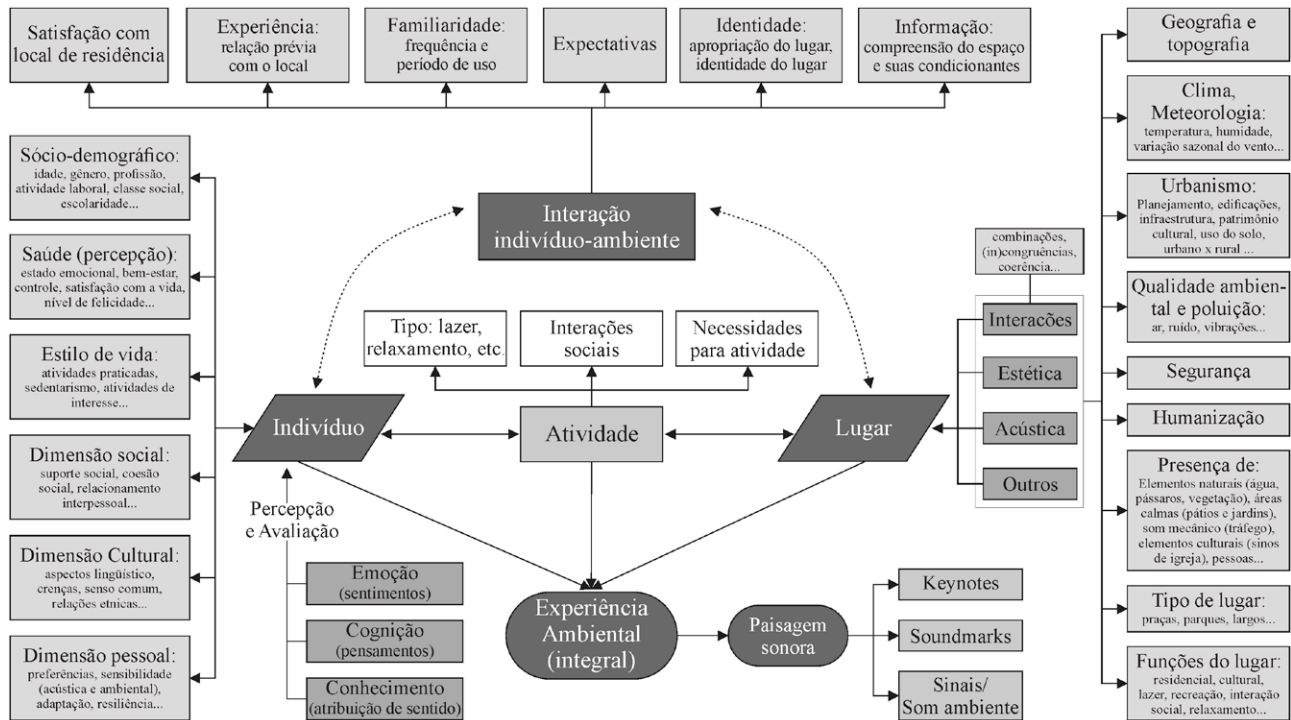 Satisfação com
local de residência
Experiência:
relação prévia
com o local
Familiaridade:
frequência e
período de uso
Expectativas
Identidade:
apropriação do lugar,
identidade do lugar
Informação:
compreensão do espaço
e suas condicionantes
Geografia e
topografia
Clima,
Meteorologia:
temperatura, humidade,
variação sazonal do vento...
Urbanismo:
Planejamento, edificações,
infraestrutura, patrimônio
cultural, uso do solo,
urbano x rural ...
Qualidade ambien-
tal e poluição:
ar, ruído, vibrações...
Segurança
Humanização
Presença de:
Elementos naturais (água,
pássaros, vegetação), áreas
calmas (pátios e jardins),
som mecânico (tráfego),
elementos culturais (sinos
de igreja), pessoas...
Tipo de lugar:
praças, parques, largos...
Funções do lugar:
residencial, cultural,
lazer, recreação, interação
social, relaxamento...
Sócio-demográfico:
idade, gênero, profissão,
atividade laboral, classe social,
escolaridade...
Saúde (percepção):
estado emocional, bem-estar,
controle, satisfação com a vida,
nível de felicidade...
Estilo de vida:
atividades praticadas,
sedentarismo, atividades de
interesse...
Dimensão social:
suporte social, coesão
social, relacionamento
interpessoal...
Dimensão Cultural:
aspectos lingüístico,
crenças, senso comum,
relações etnicas...
Dimensão pessoal:
preferências, sensibilidade
(acústica e ambiental),
adaptação, resiliência...
Interação
indivíduo-ambiente
Tipo: lazer,
relaxamento, etc.
Interações
sociais
Necessidades
para atividade
combinações,
(in)congruências,
coerência...
Interacões
Estética
Acústica
Outros
Indivíduo
Atividade
Lugar
Percepção
e Avaliação
Emoção
(sentimentos)
Cognição
(pensamentos)
Conhecimento
(atribuição de sentido)
Experiência
Ambiental
(integral)
Paisagem
sonora
Keynotes
Soundmarks
Sinais/
Som ambiente